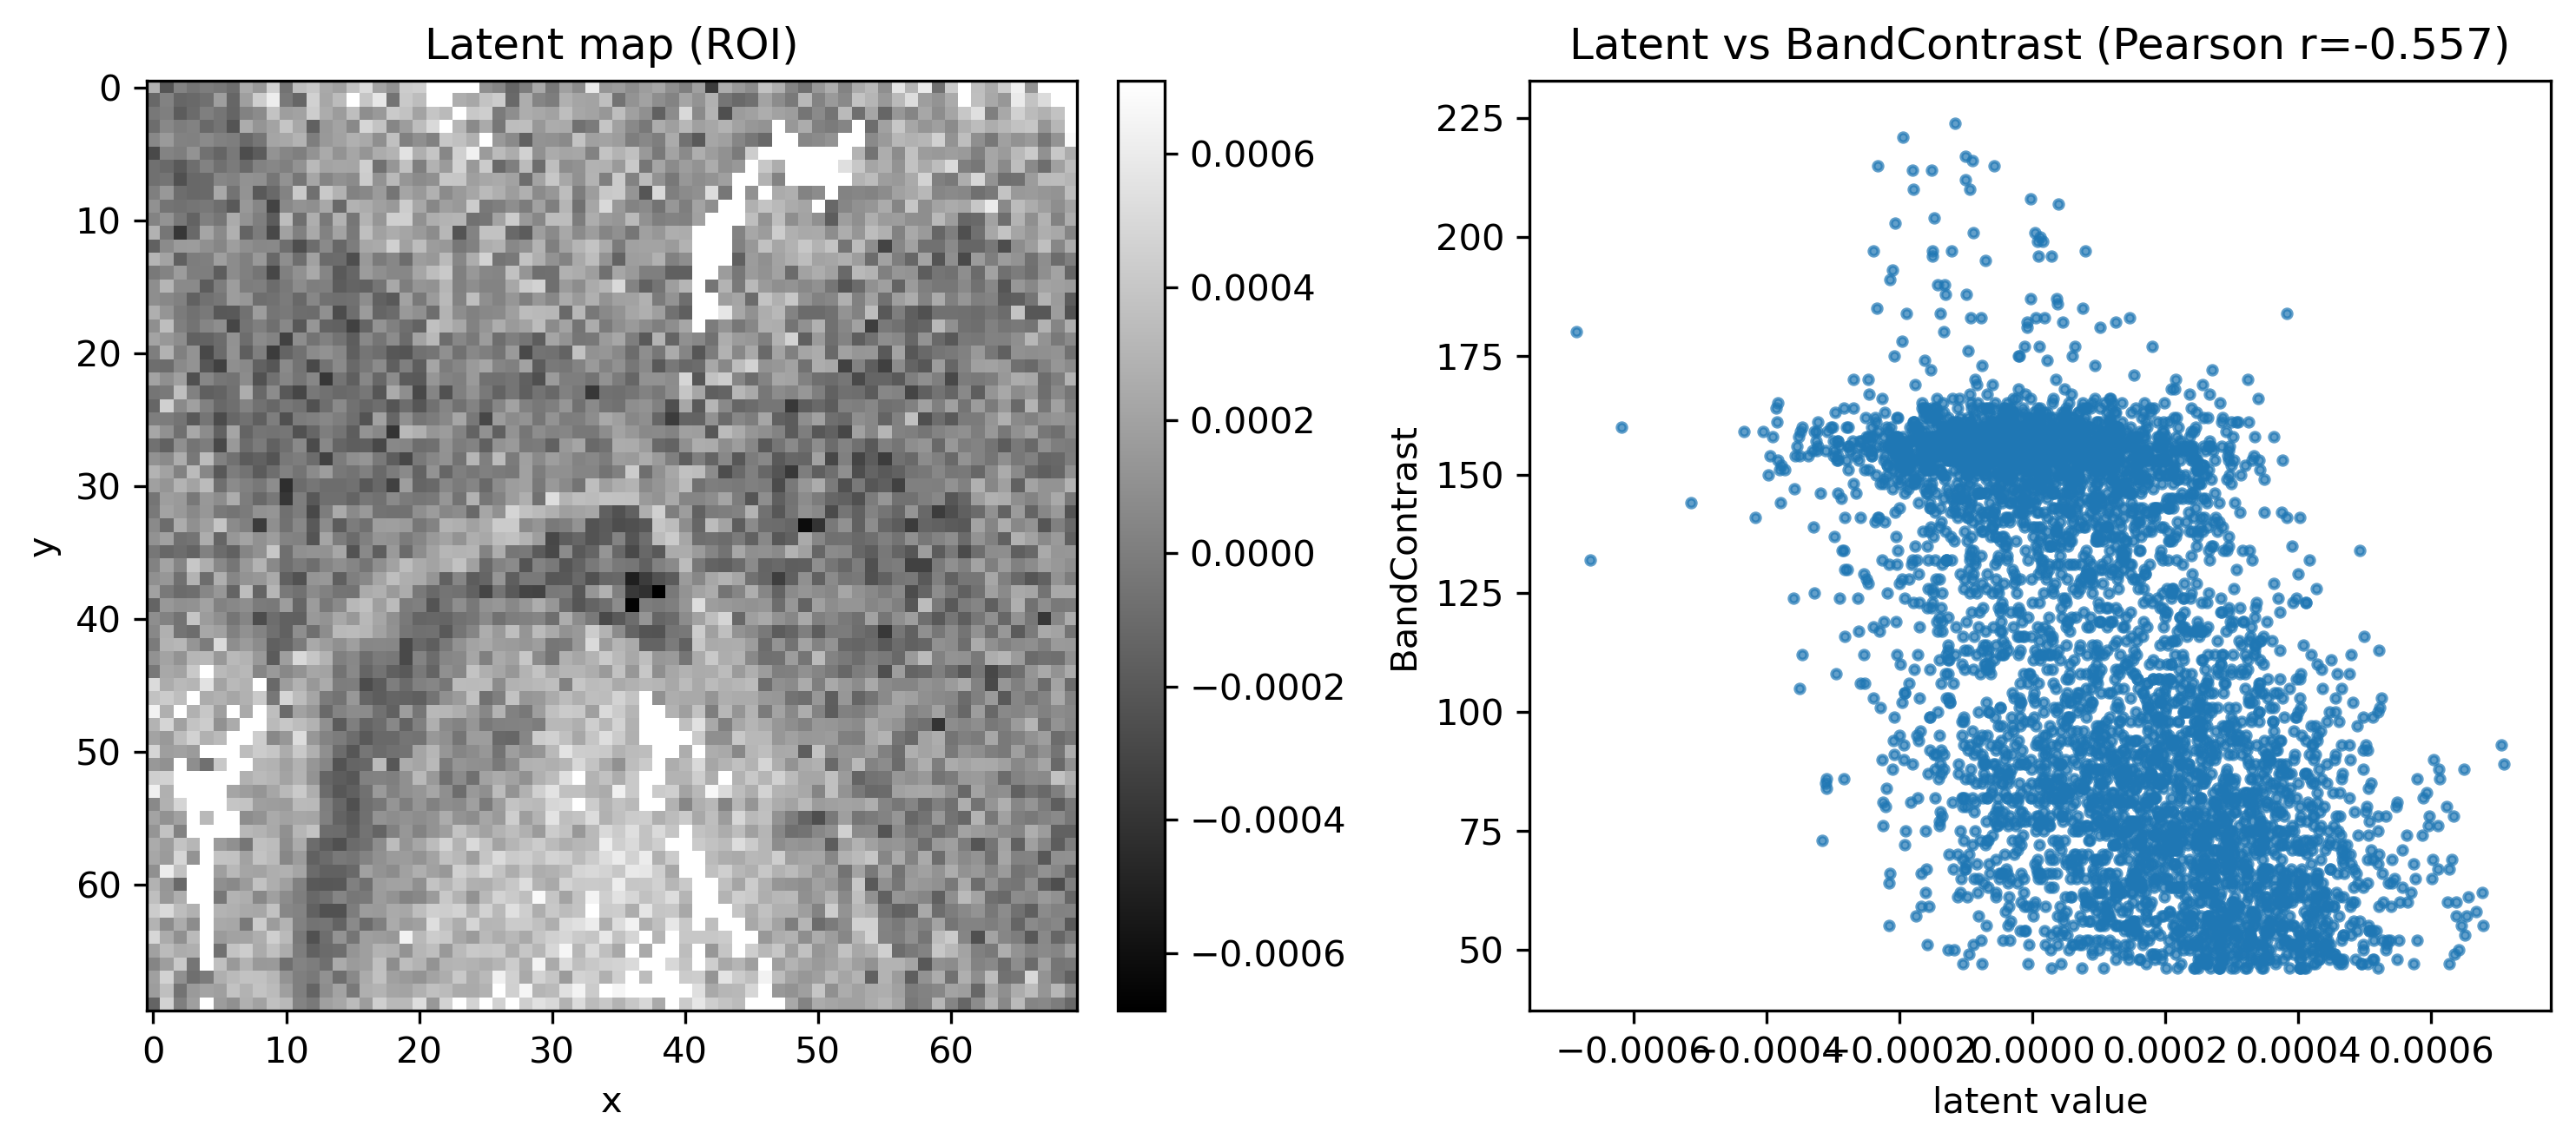 Latent map (ROI)
0
10
20
30
40
50
60
y
0 10 20 30 40 50 60
x
0.0006
0.0004
0.0002
0.0000
−0.0002
−0.0004
−0.0006
Latent vs BandContrast (Pearson r=-0.557)
225
200
175
150
125
100
75
50
BandContrast
−0.0006 −0.0004 −0.0002 0.0000 0.0002 0.0004 0.0006
latent value